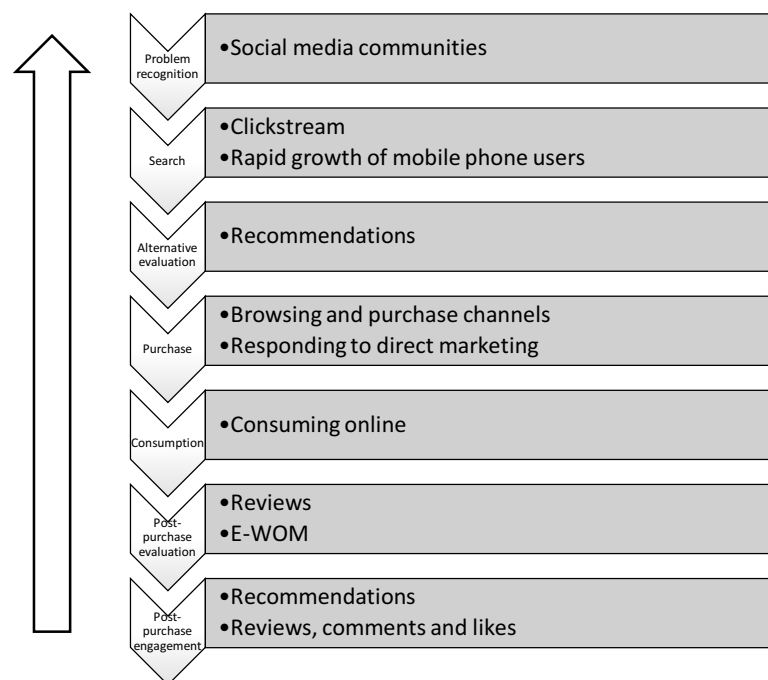 Problem
recognition
•Social media communities
Search
•Clickstream
•Rapid growth of mobile phone users
Alternative
evaluation
•Recommendations
Purchase
•Browsing and purchase channels
•Responding to direct marketing
Consumption
•Consuming online
Post-
purchase
evaluation
•Reviews
•E-WOM
Post-
purchase
engagement
•Recommendations
•Reviews, comments and likes